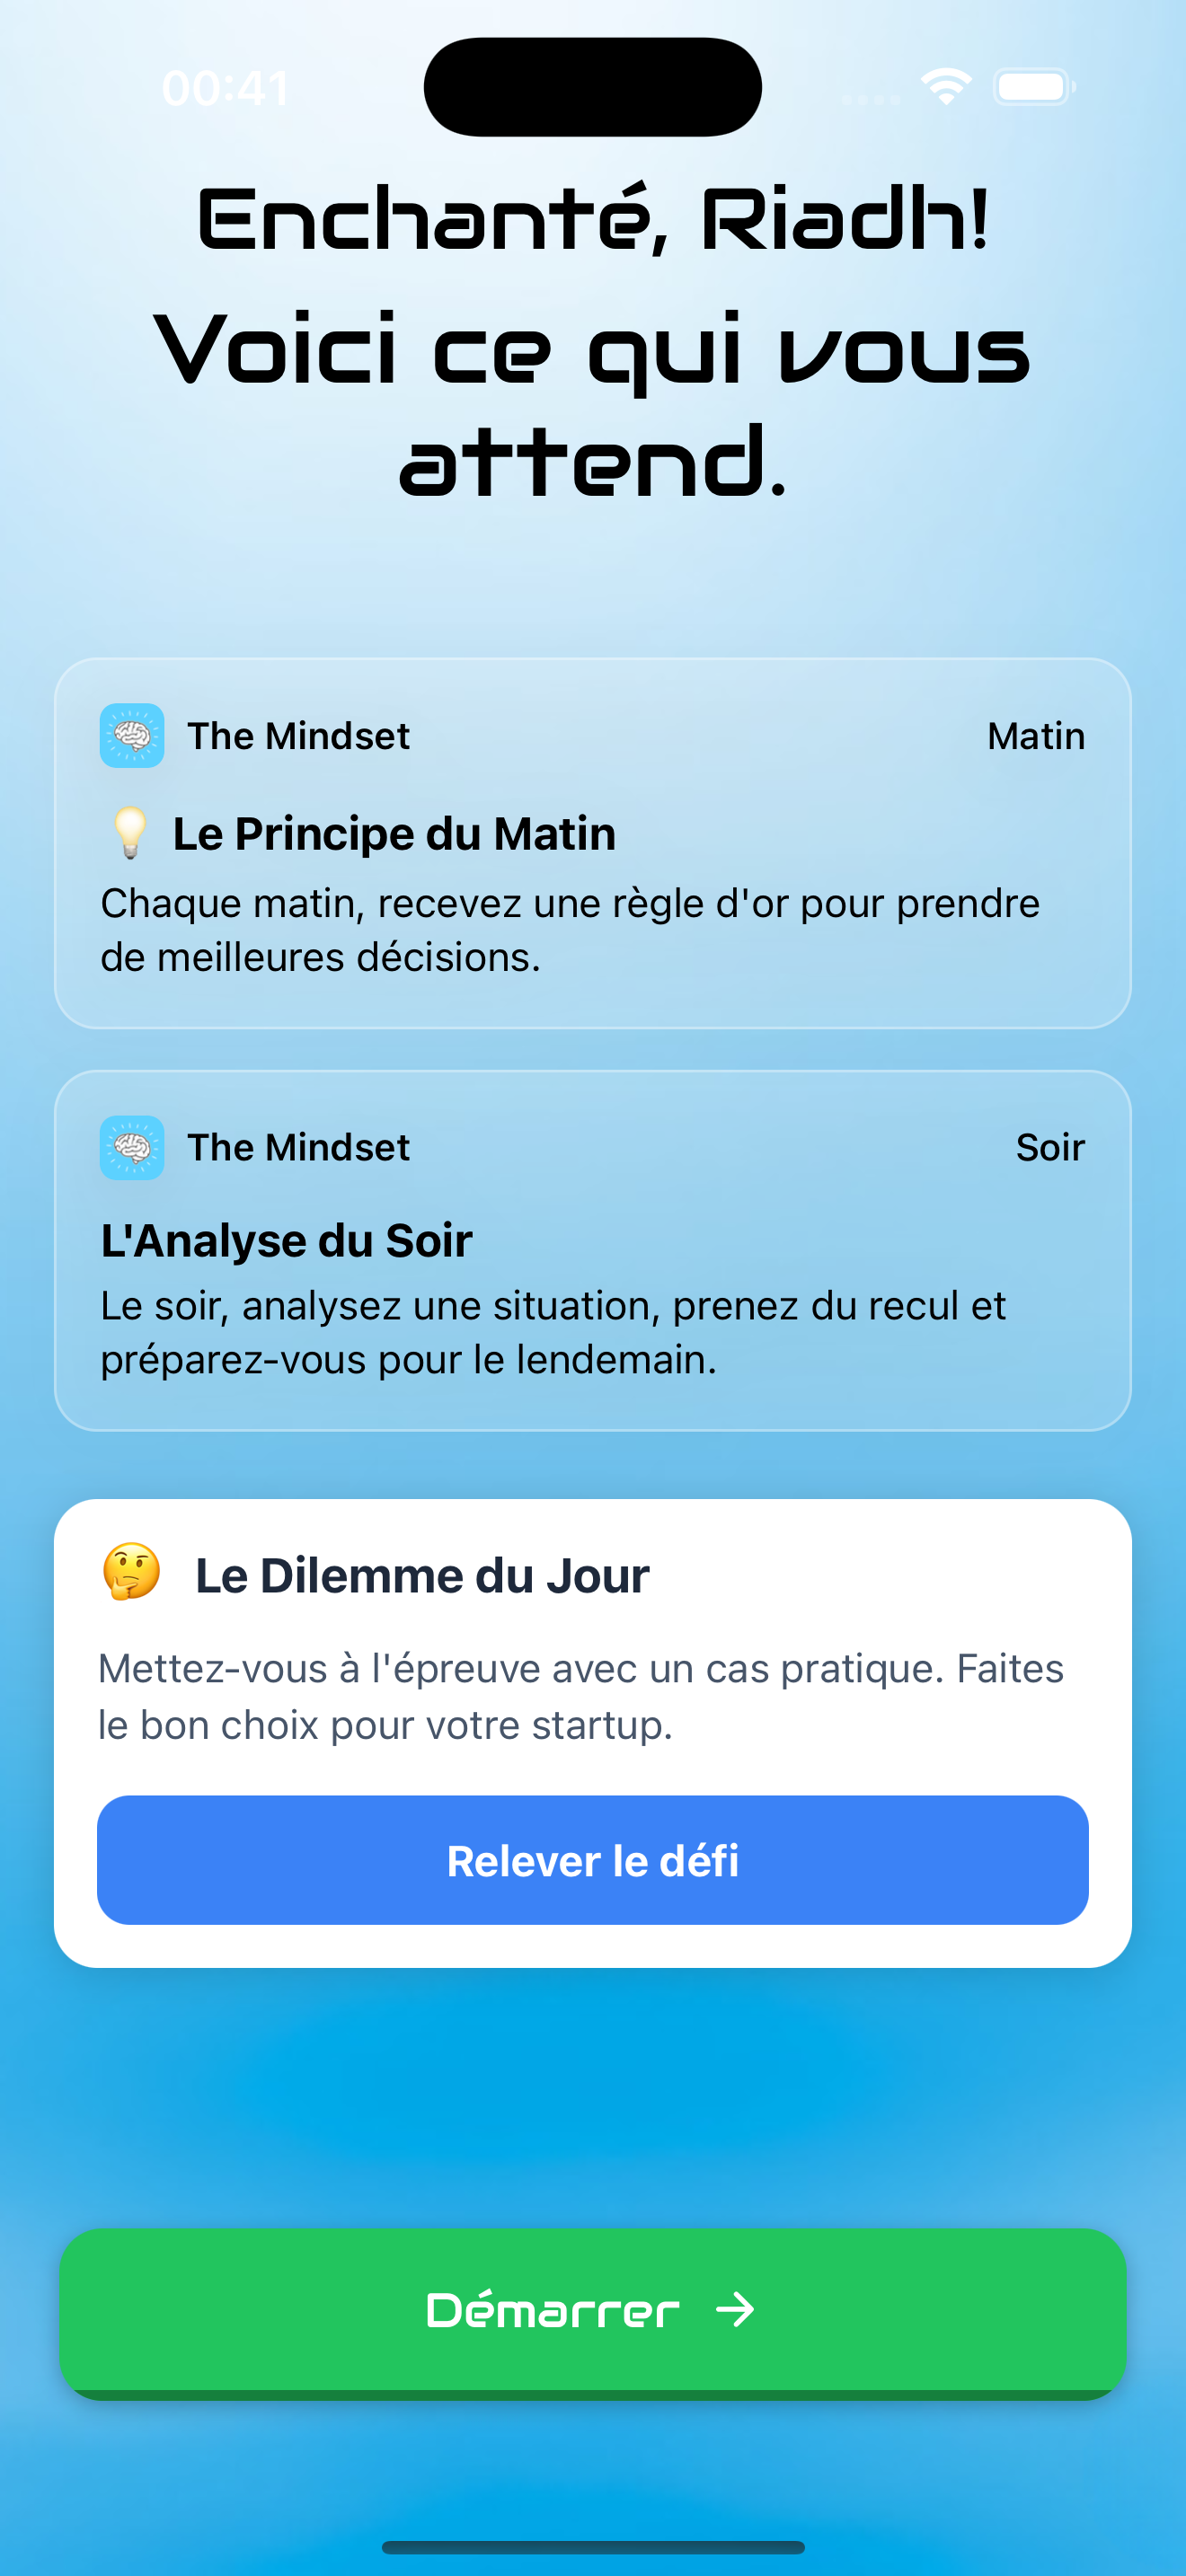 00:41
Enchanté, Riadh!
Voici ce qui vous
attend.
The Mindset
Matin
💡 Le Principe du Matin
Chaque matin, recevez une règle d'or pour prendre
de meilleures décisions.
The Mindset
Soir
L'Analyse du Soir
Le soir, analysez une situation, prenez du recul et
préparez-vous pour le lendemain.
🤔 Le Dilemme du Jour
Mettez-vous à l'épreuve avec un cas pratique. Faites
le bon choix pour votre startup.
Relever le défi
Démarrer →